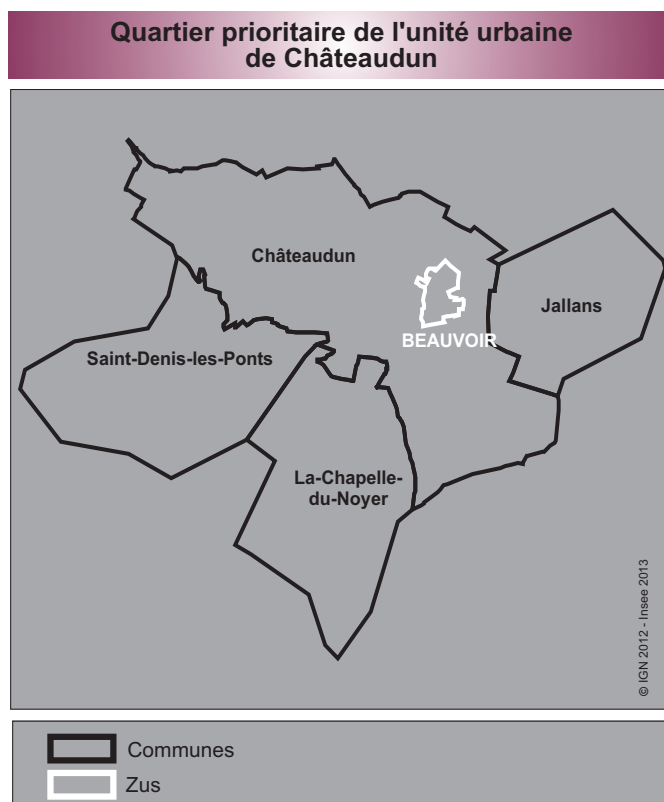 Quartier prioritaire de l'unité urbaine
de Châteaudun
Châteaudun
Jallans
BEAUVOIR
Saint-Denis-les-Ponts
La-Chapelle-
du-Noyer
© IGN 2012 - Insee 2013
Communes
Zus